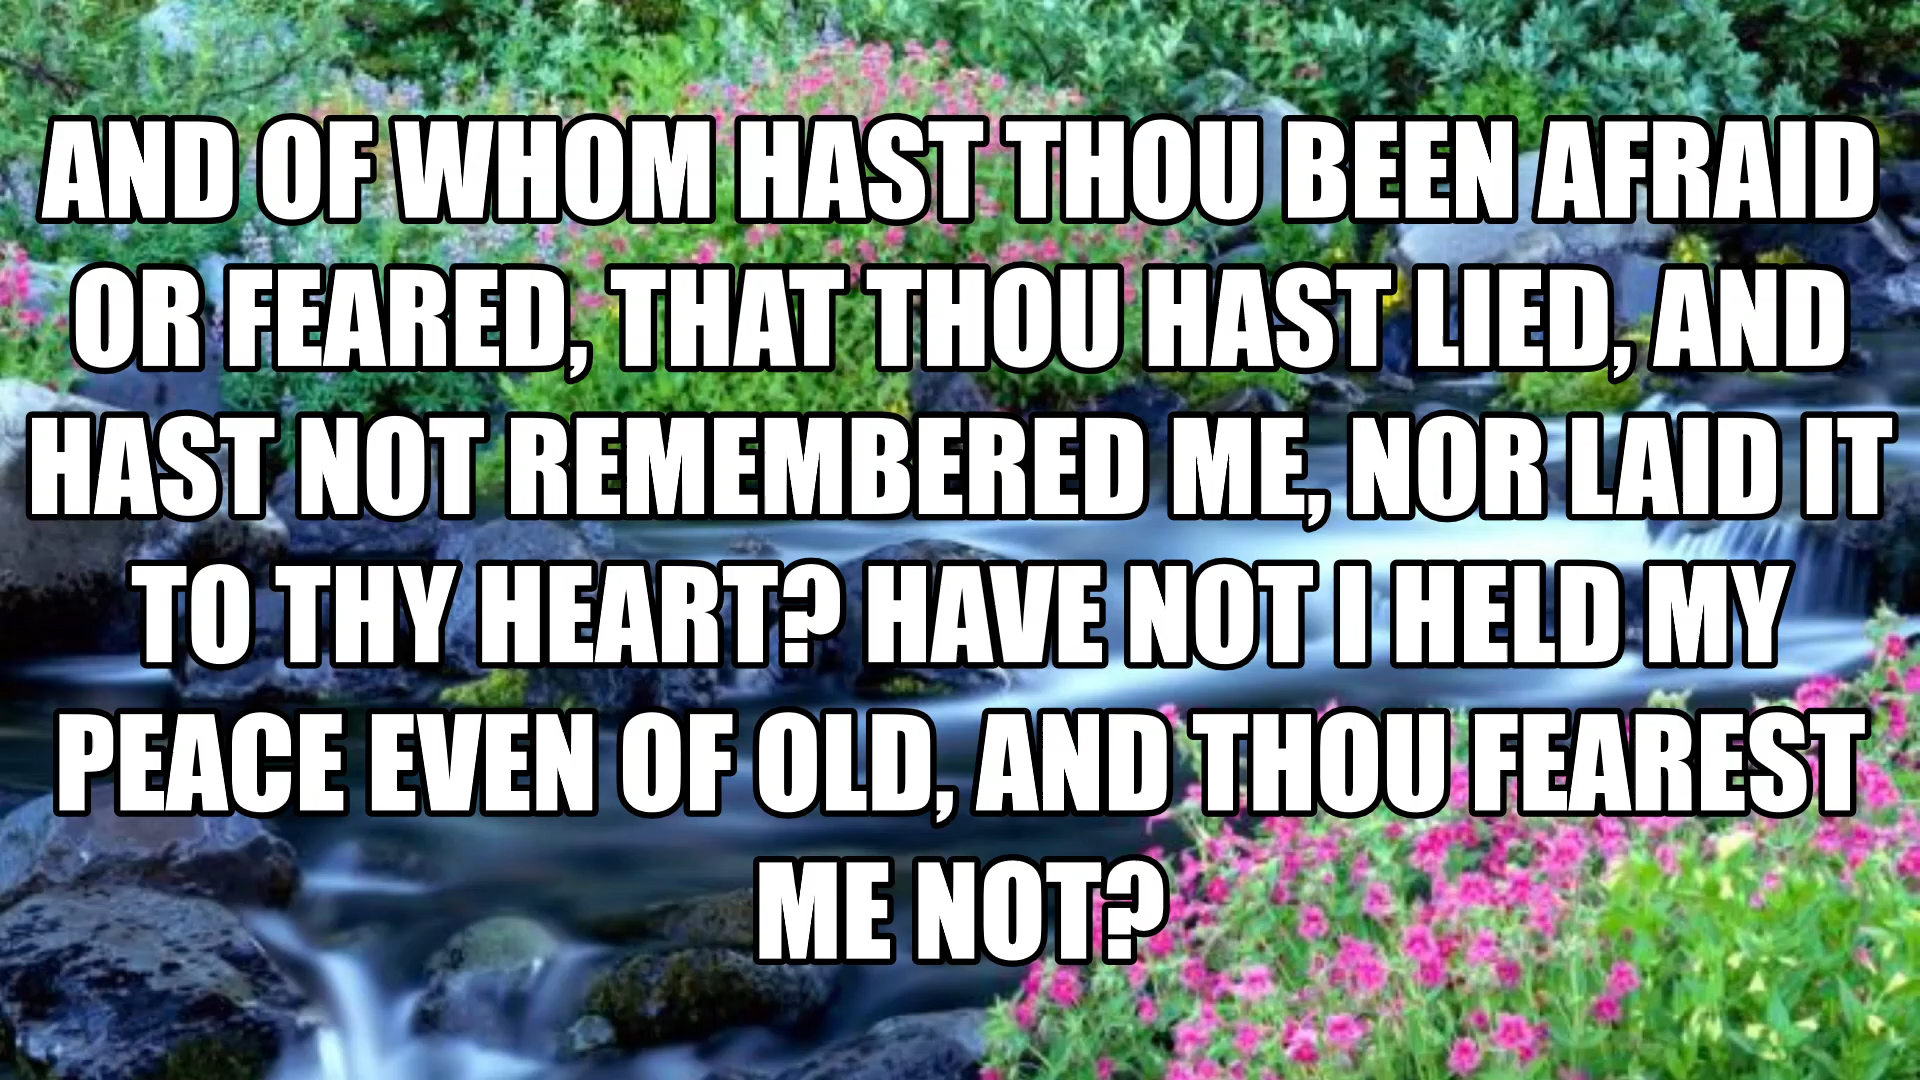 AND OF WHOM HAST THOU BEEN AFRAID
OR FEARED, THAT THOU HAST LIED, AND
HAST NOT REMEMBERED ME, NOR LAID IT
TO THY HEART? HAVE NOT I HELD MY
PEACE EVEN OF OLD, AND THOU FEAREST
ME NOT?